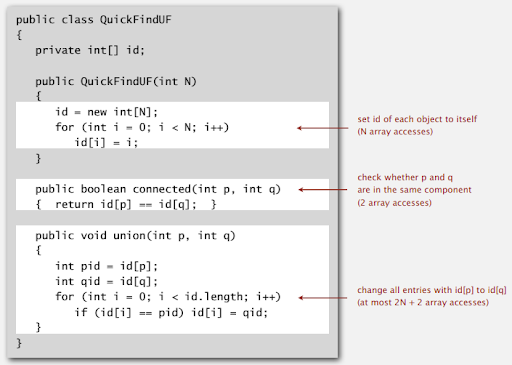 public class QuickFindUF
{
private int[] id;
public QuickFindUF(int N)
{
id = new int[N];
for (int i = 0; i < N; i++)
id[i] = i;
}
set id of each object to itself
(N array accesses)
public boolean connected(int p, int q)
{ return id[p] == id[q]; }
check whether p and q
are in the same component
(2 array accesses)
public void union(int p, int q)
{
int pid = id[p];
int qid = id[q];
for (int i = 0; i < id.length; i++)
if (id[i] == pid) id[i] = qid;
}
change all entries with id[p] to id[q]
(at most 2N + 2 array accesses)
}